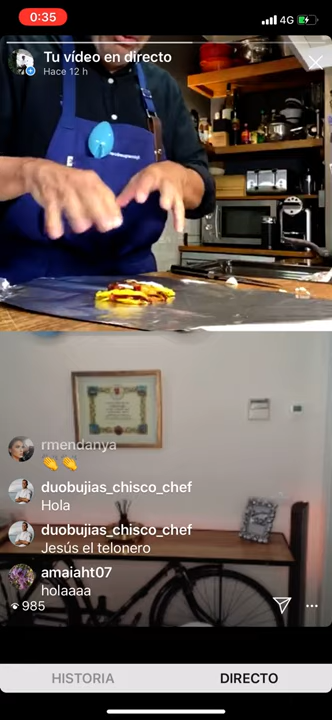 0:35
4G
Tu vídeo en directo
Hace 12 h
rmendanya
👏👏
duobujias_chisco_chef
Hola
duobujias_chisco_chef
Jesús el telonero
amaiaht07
holaaaa
985
HISTORIA
DIRECTO